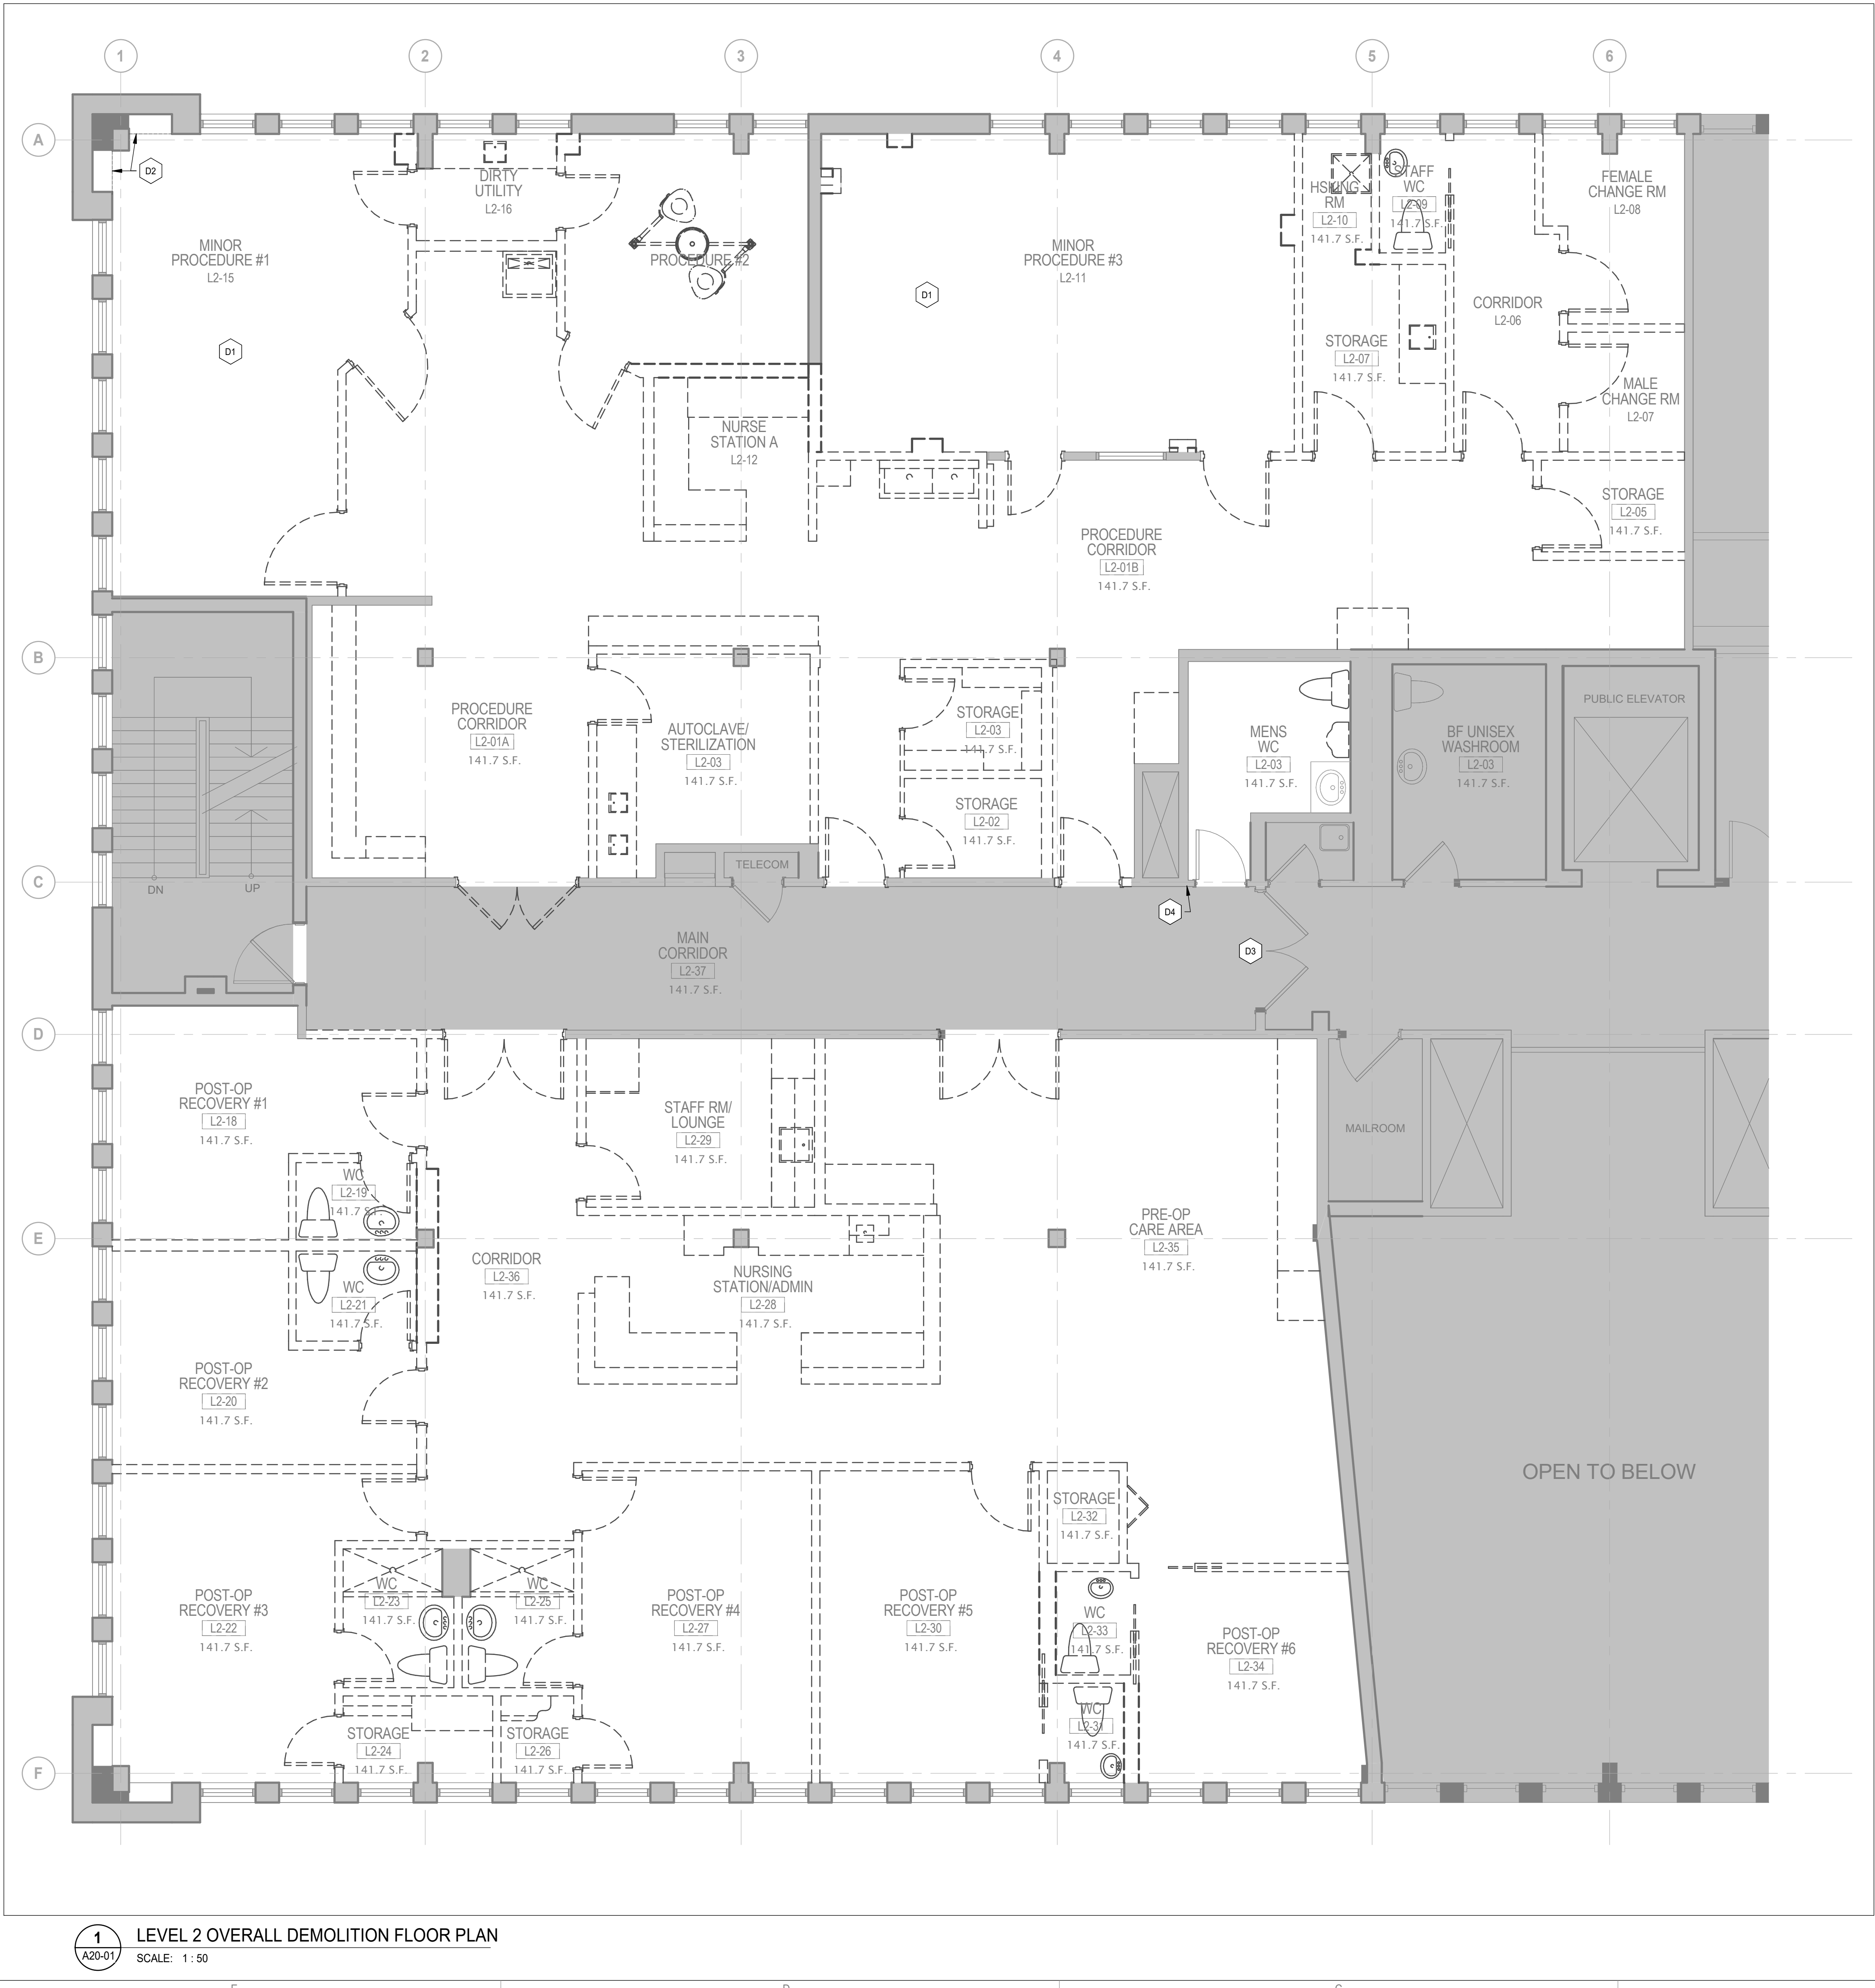 1
2
3
4
5
6
A
B
C
D
E
F
D2
DIRTY
UTILITY
L2-16
MINOR
PROCEDURE #1
L2-15
D1
PROCEDURE #2
MINOR
PROCEDURE #3
L2-11
D1
HSKING
RM
L2-10
141.7 S.F.
STAFF
WC
L2-09
141.7 S.F.
FEMALE
CHANGE RM
L2-08
CORRIDOR
L2-06
STORAGE
L2-07
141.7 S.F.
MALE
CHANGE RM
L2-07
NURSE
STATION A
L2-12
STORAGE
L2-05
141.7 S.F.
PROCEDURE
CORRIDOR
L2-01B
141.7 S.F.
PROCEDURE
CORRIDOR
L2-01A
141.7 S.F.
AUTOCLAVE/
STERILIZATION
L2-03
141.7 S.F.
STORAGE
L2-03
141.7 S.F.
STORAGE
L2-02
141.7 S.F.
MENS
WC
L2-03
141.7 S.F.
BF UNISEX
WASHROOM
L2-03
141.7 S.F.
PUBLIC ELEVATOR
TELECOM
DN
UP
D4
D3
MAIN
CORRIDOR
L2-37
141.7 S.F.
POST-OP
RECOVERY #1
L2-18
141.7 S.F.
STAFF RM/
LOUNGE
L2-29
141.7 S.F.
MAILROOM
WC
L2-19
141.7 S.F.
PRE-OP
CARE AREA
L2-35
141.7 S.F.
CORRIDOR
L2-36
141.7 S.F.
NURSING
STATION/ADMIN
L2-28
141.7 S.F.
WC
L2-21
141.7 S.F.
POST-OP
RECOVERY #2
L2-20
141.7 S.F.
OPEN TO BELOW
STORAGE
L2-32
141.7 S.F.
POST-OP
RECOVERY #3
L2-22
141.7 S.F.
WC
L2-23
141.7 S.F.
WC
L2-25
141.7 S.F.
POST-OP
RECOVERY #4
L2-27
141.7 S.F.
POST-OP
RECOVERY #5
L2-30
141.7 S.F.
WC
L2-33
141.7 S.F.
POST-OP
RECOVERY #6
L2-34
141.7 S.F.
WC
L2-31
141.7 S.F.
STORAGE
L2-24
141.7 S.F.
STORAGE
L2-26
141.7 S.F.
1
A20-01
LEVEL 2 OVERALL DEMOLITION FLOOR PLAN
SCALE: 1 : 50